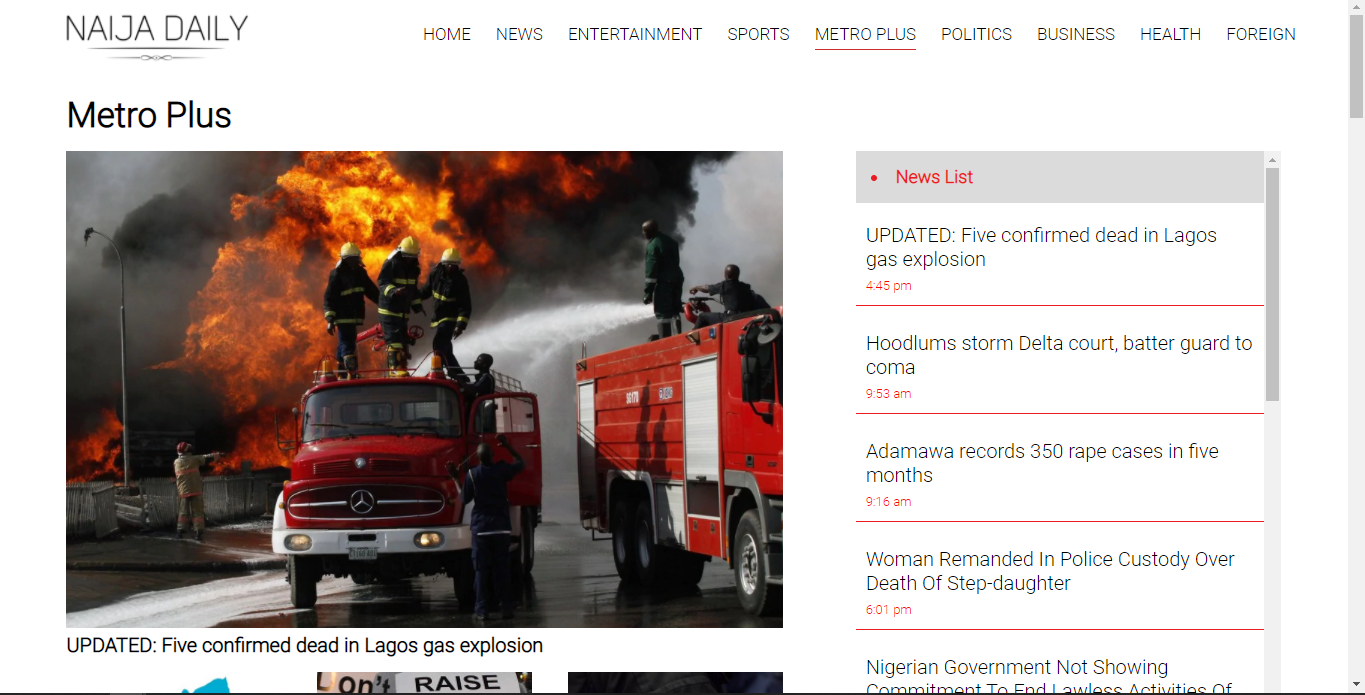 NAIJA DAILY
HOME NEWS ENTERTAINMENT SPORTS METRO PLUS POLITICS BUSINESS HEALTH FOREIGN
Metro Plus
UPDATED: Five confirmed dead in Lagos gas explosion
on't RAISE
• News List
UPDATED: Five confirmed dead in Lagos
gas explosion
4:45 pm
Hoodlums storm Delta court, batter guard to
coma
9:53 am
Adamawa records 350 rape cases in five
months
9:16 am
Woman Remanded In Police Custody Over
Death Of Step-daughter
6:01 pm
Nigerian Government Not Showing
Commitment To End Lawless Activities Of